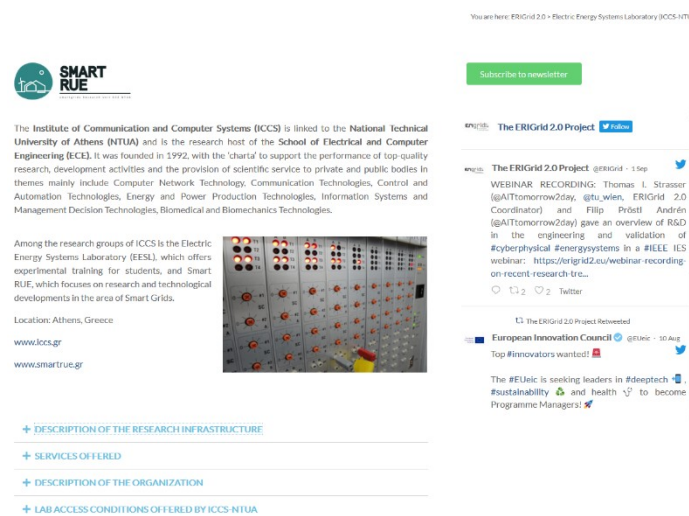 You are here: ERIGrid 2.0 > Electric Energy Systems Laboratory (ICCS-NTU
SMART
RUE
Subscribe to newsletter
The Institute of Communication and Computer Systems (ICCS) is linked to the National Technical
University of Athens (NTUA) and is the research host of the School of Electrical and Computer
Engineering (ECE). It was founded in 1992, with the 'charta' to support the performance of top-quality
research, development activities and the provision of scientific service to private and public bodies in
themes mainly include Computer Network Technology, Communication Technologies, Control and
Automation Technologies, Energy and Power Production Technologies, Information Systems and
Management Decision Technologies, Biomedical and Biomechanics Technologies.
Among the research groups of ICCS is the Electric
Energy Systems Laboratory (EESL), which offers
experimental training for students, and Smart
RUE, which focuses on research and technological
developments in the area of Smart Grids.
Location: Athens, Greece
www.iccs.gr
www.smartrue.gr
+ DESCRIPTION OF THE RESEARCH INFRASTRUCTURE
+ SERVICES OFFERED
+ DESCRIPTION OF THE ORGANIZATION
+ LAB ACCESS CONDITIONS OFFERED BY ICCS-NTUA
The ERIGrid 2.0 Project Follow
The ERIGrid 2.0 Project @ERIGrid · 1 Sep
WEBINAR RECORDING: Thomas I. Strasser
(@AITtomorrow2day, @tu_wien, ERIGrid 2.0
Coordinator) and Filip Pröstl Andrén
(@AITtomorrow2day) gave an overview of R&D
in the engineering and validation of
#cyberphysical #energysystems in a #IEEE IES
webinar: https://erigrid2.eu/webinar-recording-
on-recent-research-tre...
2 2 Twitter
The ERIGrid 2.0 Project Retweeted
European Innovation Council @EUeic · 10 Aug
Top #innovators wanted!
The #EUeic is seeking leaders in #deeptech ,
#sustainability and health to become
Programme Managers!